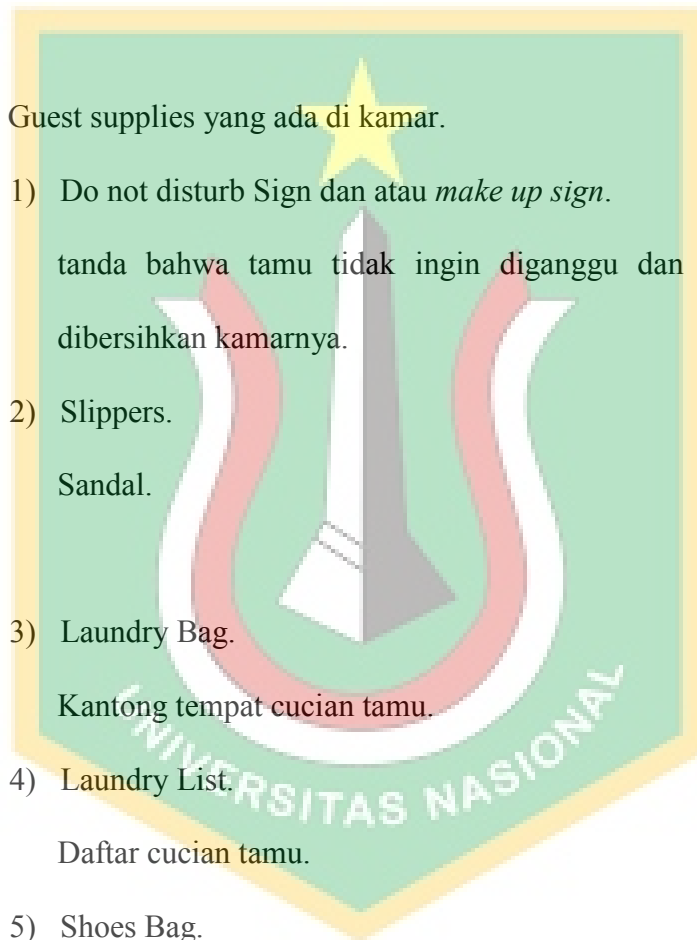 Guest supplies yang ada di kamar.
1) Do not disturb Sign dan atau make up sign.
tanda bahwa tamu tidak ingin diganggu dan
dibersihkan kamarnya.
2) Slippers.
Sandal.
3) Laundry Bag.
Kantong tempat cucian tamu.
4) Laundry List.
Daftar cucian tamu.
5) Shoes Bag.
UNIVERSITAS NASIONAL